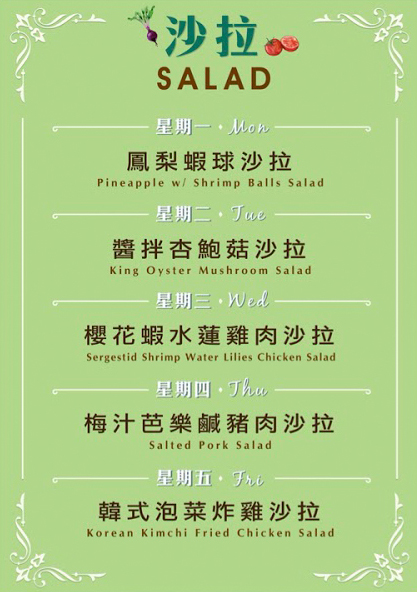 沙拉
SALAD
星期一・Mon
鳳梨蝦球沙拉
Pineapple w/ Shrimp Balls Salad
星期二・Tue
醬拌杏鮑菇沙拉
King Oyster Mushroom Salad
星期三・Wed
櫻花蝦水蓮雞肉沙拉
Sergestid Shrimp Water Lilies Chicken Salad
星期四・Thu
梅汁芭樂鹹豬肉沙拉
Salted Pork Salad
星期五・Fri
韓式泡菜炸雞沙拉
Korean Kimchi Fried Chicken Salad